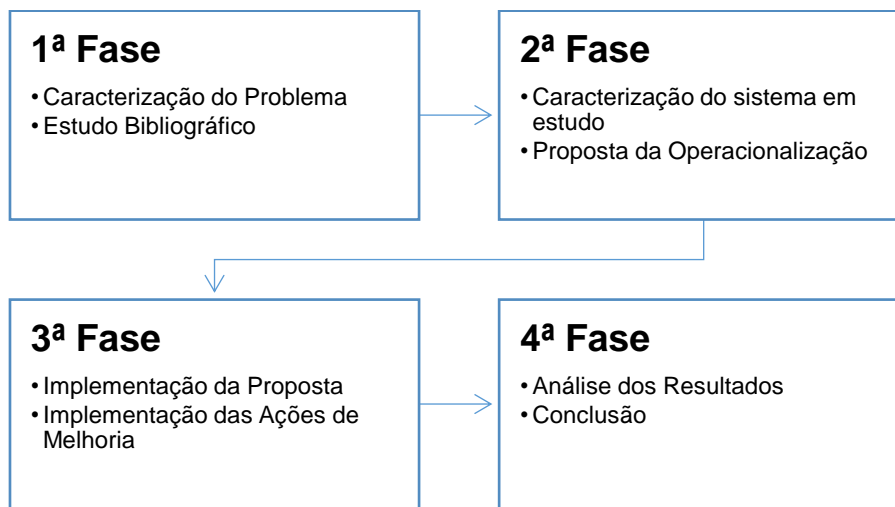 1ª Fase
• Caracterização do Problema
• Estudo Bibliográfico
2ª Fase
• Caracterização do sistema em
estudo
• Proposta da Operacionalização
3ª Fase
• Implementação da Proposta
• Implementação das Ações de
Melhoria
4ª Fase
• Análise dos Resultados
• Conclusão